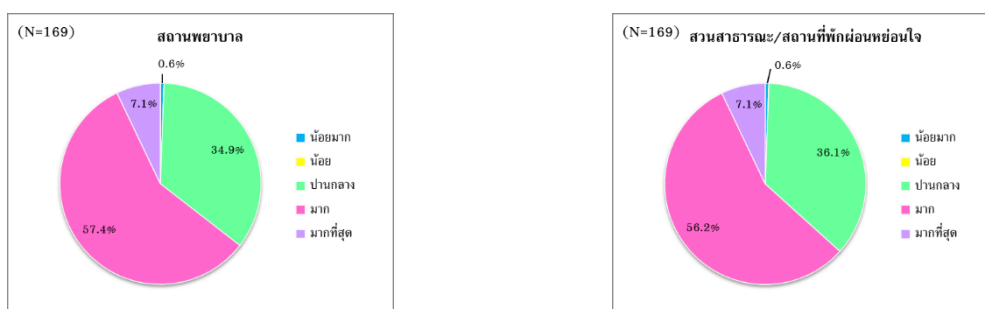 (N=169)
สถานพยาบาล
0.6%
7.1%
34.9%
57.4%
น้อยมาก
น้อย
ปานกลาง
มาก
มากที่สุด
(N=169) สวนสาธารณะ/สถานที่พักผ่อนหย่อนใจ
0.6%
7.1%
36.1%
56.2%
น้อยมาก
น้อย
ปานกลาง
มาก
มากที่สุด